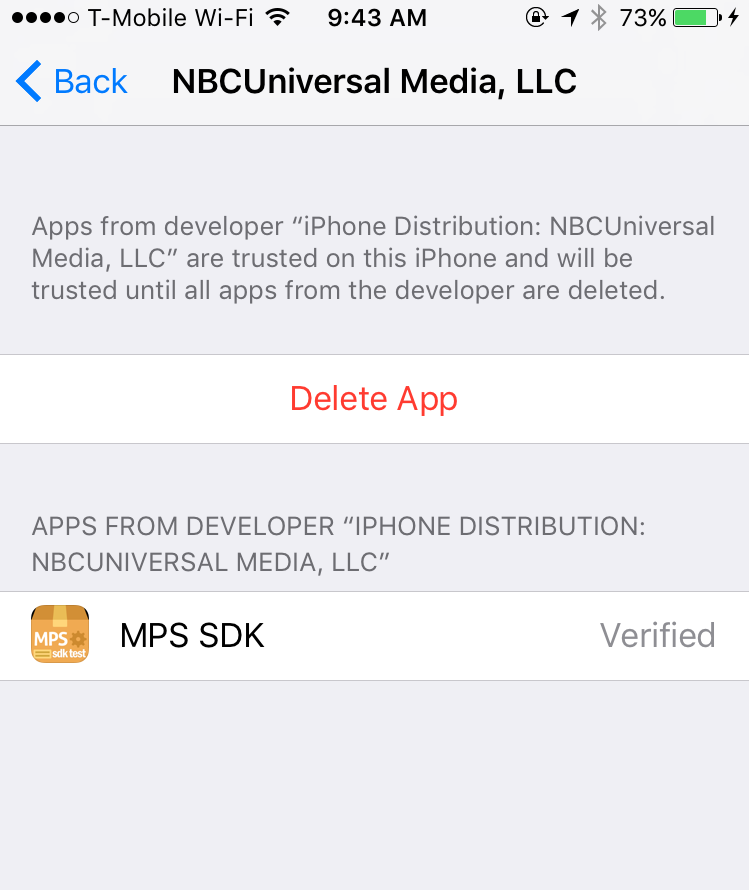 T-Mobile Wi-Fi 9:43 AM 73%
Back NBCUniversal Media, LLC
Apps from developer “iPhone Distribution: NBCUniversal
Media, LLC” are trusted on this iPhone and will be
trusted until all apps from the developer are deleted.
Delete App
APPS FROM DEVELOPER “IPHONE DISTRIBUTION:
NBCUNIVERSAL MEDIA, LLC”
MPS
sdk test
MPS SDK Verified